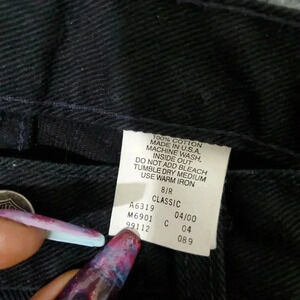 100% COTTON
MADE IN U.S.A.
MACHINE WASH,
INSIDE OUT
DO NOT ADD BLEACH
TUMBLE DRY MEDIUM
USE WARM IRON
8/R
CLASSIC
A6319 04/00
M6901 C 04
99112 089